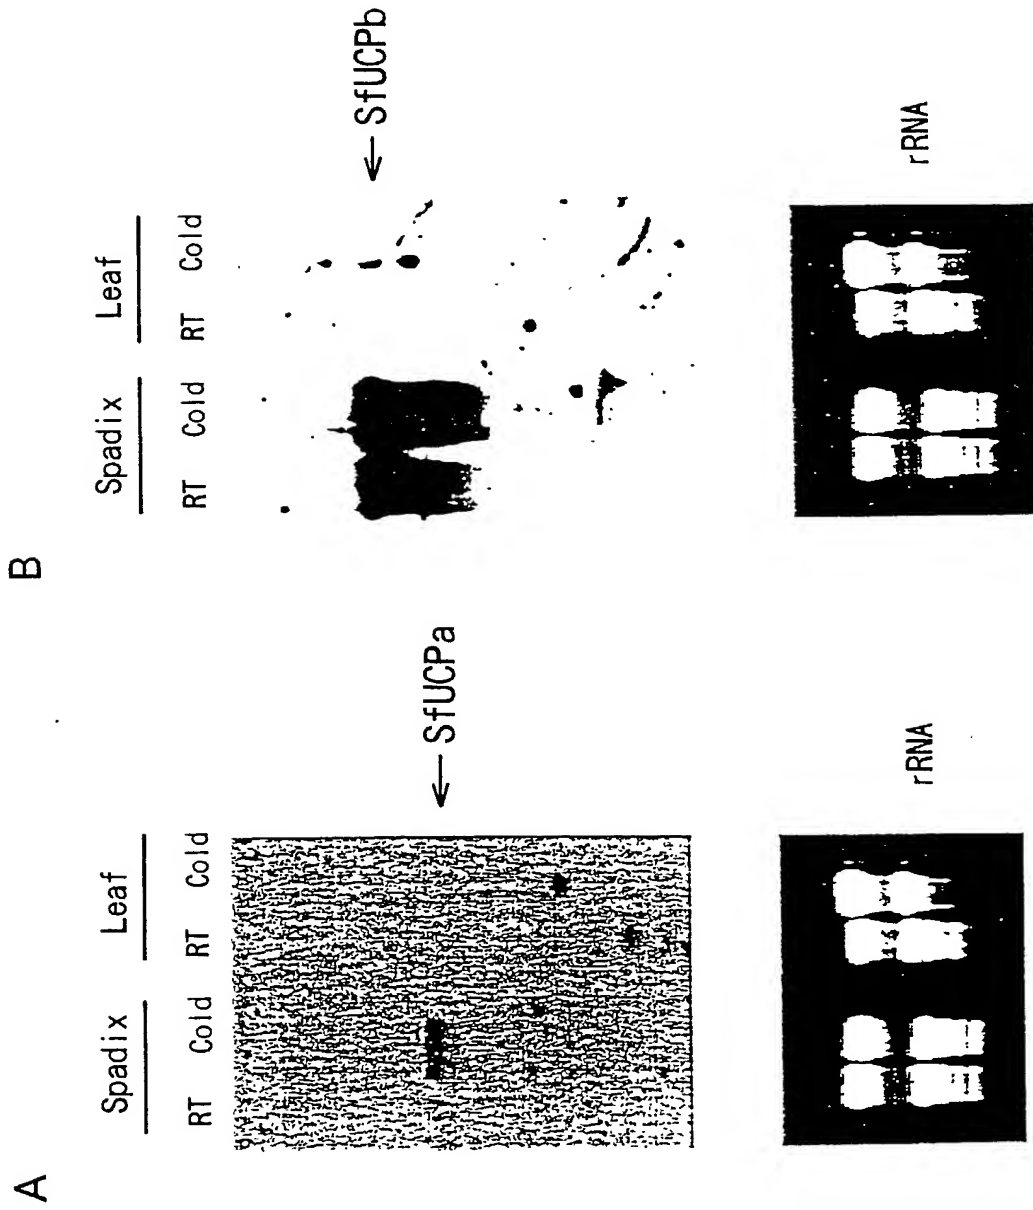 A
Spadix Leaf
RT Cold RT Cold
← SfUCPa
rRNA
B
Spadix Leaf
RT Cold RT Cold
← SfUCPb
rRNA